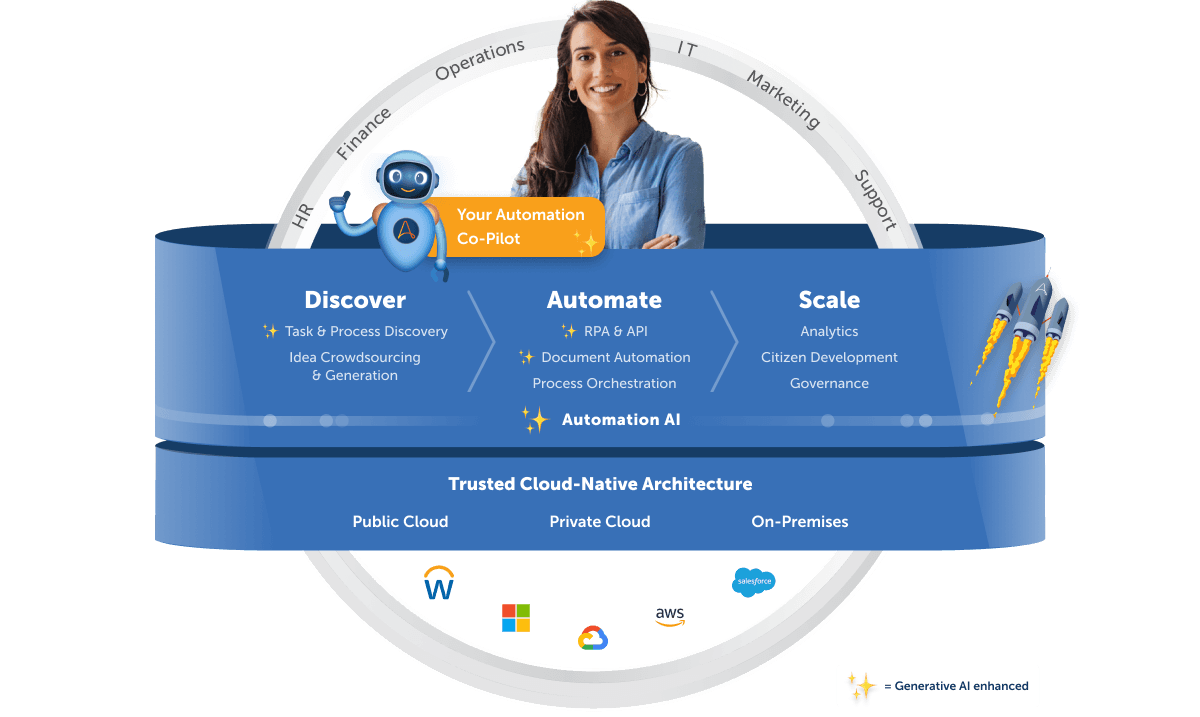 HR
Finance
Operations
IT
Marketing
Support
Your Automation
Co-Pilot
Discover
Task & Process Discovery
Idea Crowdsourcing
& Generation
Automate
RPA & API
Document Automation
Process Orchestration
Scale
Analytics
Citizen Development
Governance
Automation AI
Trusted Cloud-Native Architecture
Public Cloud
Private Cloud
On-Premises
W
aws
salesforce
= Generative AI enhanced